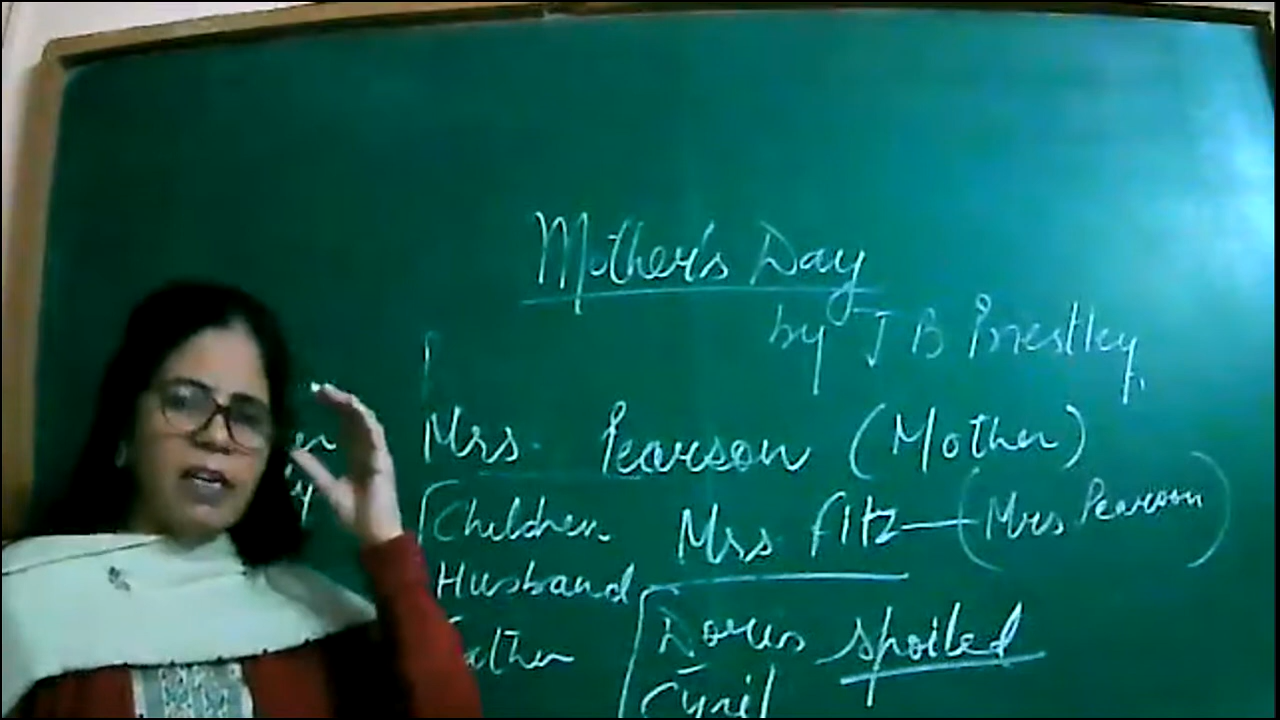 Mother's Day
by J B Priestley
Mrs. Pearson (Mother)
Children Mrs Fitz — (Mrs Pearson)
Husband
Doris spoiled
Cyril